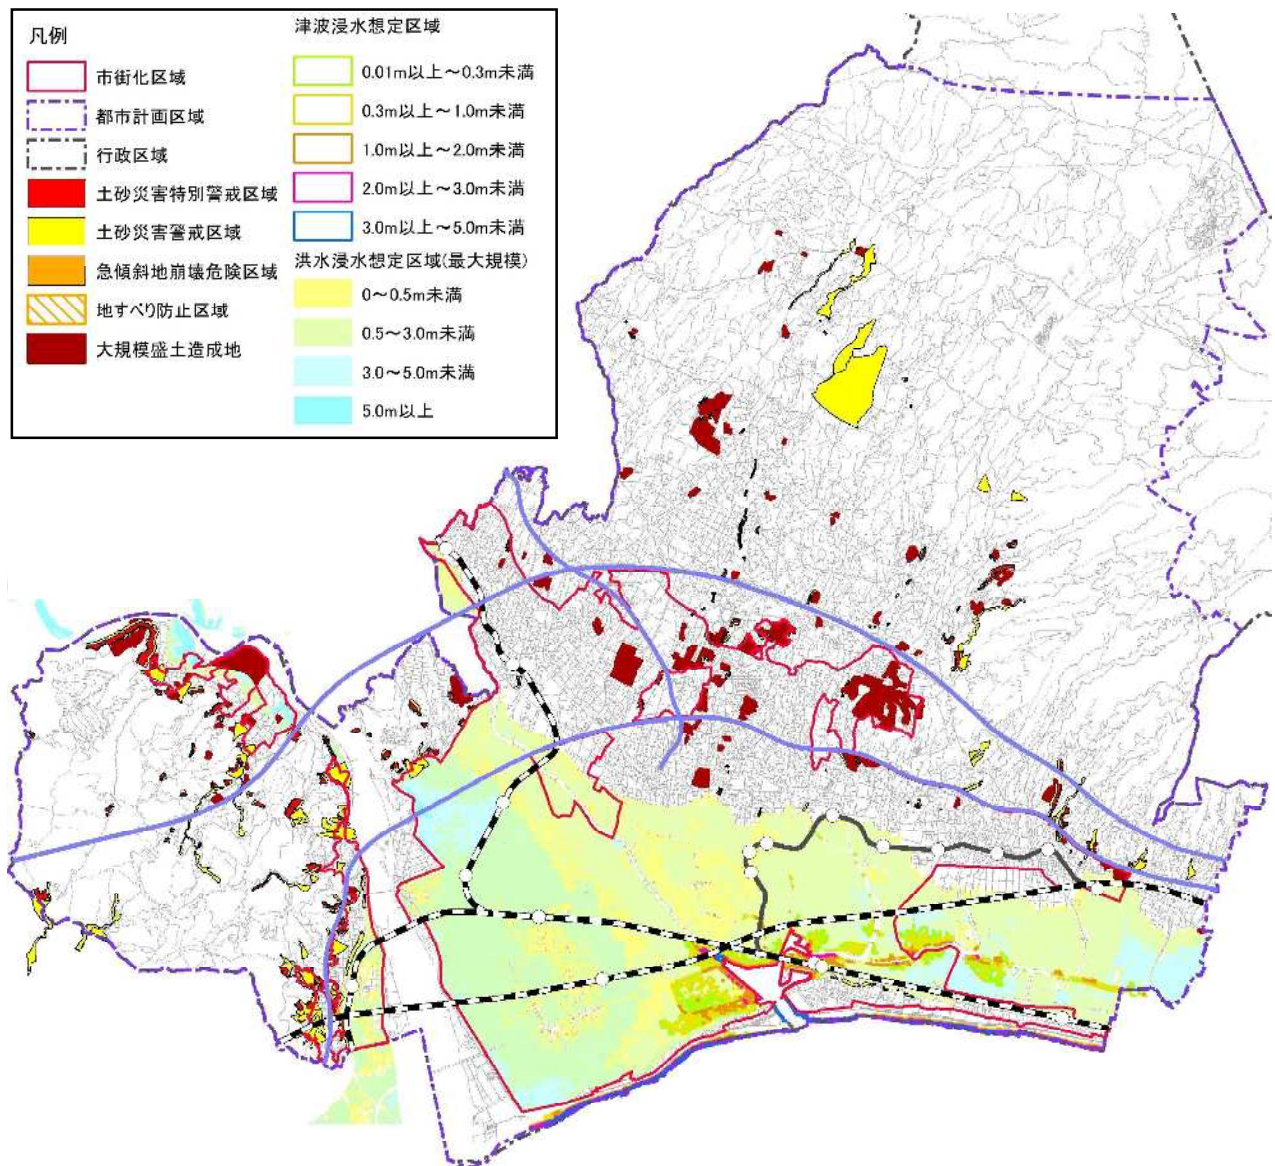 凡例
市街化区域
都市計画区域
行政区域
土砂災害特別警戒区域
土砂災害警戒区域
急傾斜地崩壊危険区域
地すべり防止区域
大規模盛土造成地
津波浸水想定区域
0.01m以上～0.3m未満
0.3m以上～1.0m未満
1.0m以上～2.0m未満
2.0m以上～3.0m未満
3.0m以上～5.0m未満
洪水浸水想定区域(最大規模)
0～0.5m未満
0.5～3.0m未満
3.0～5.0m未満
5.0m以上